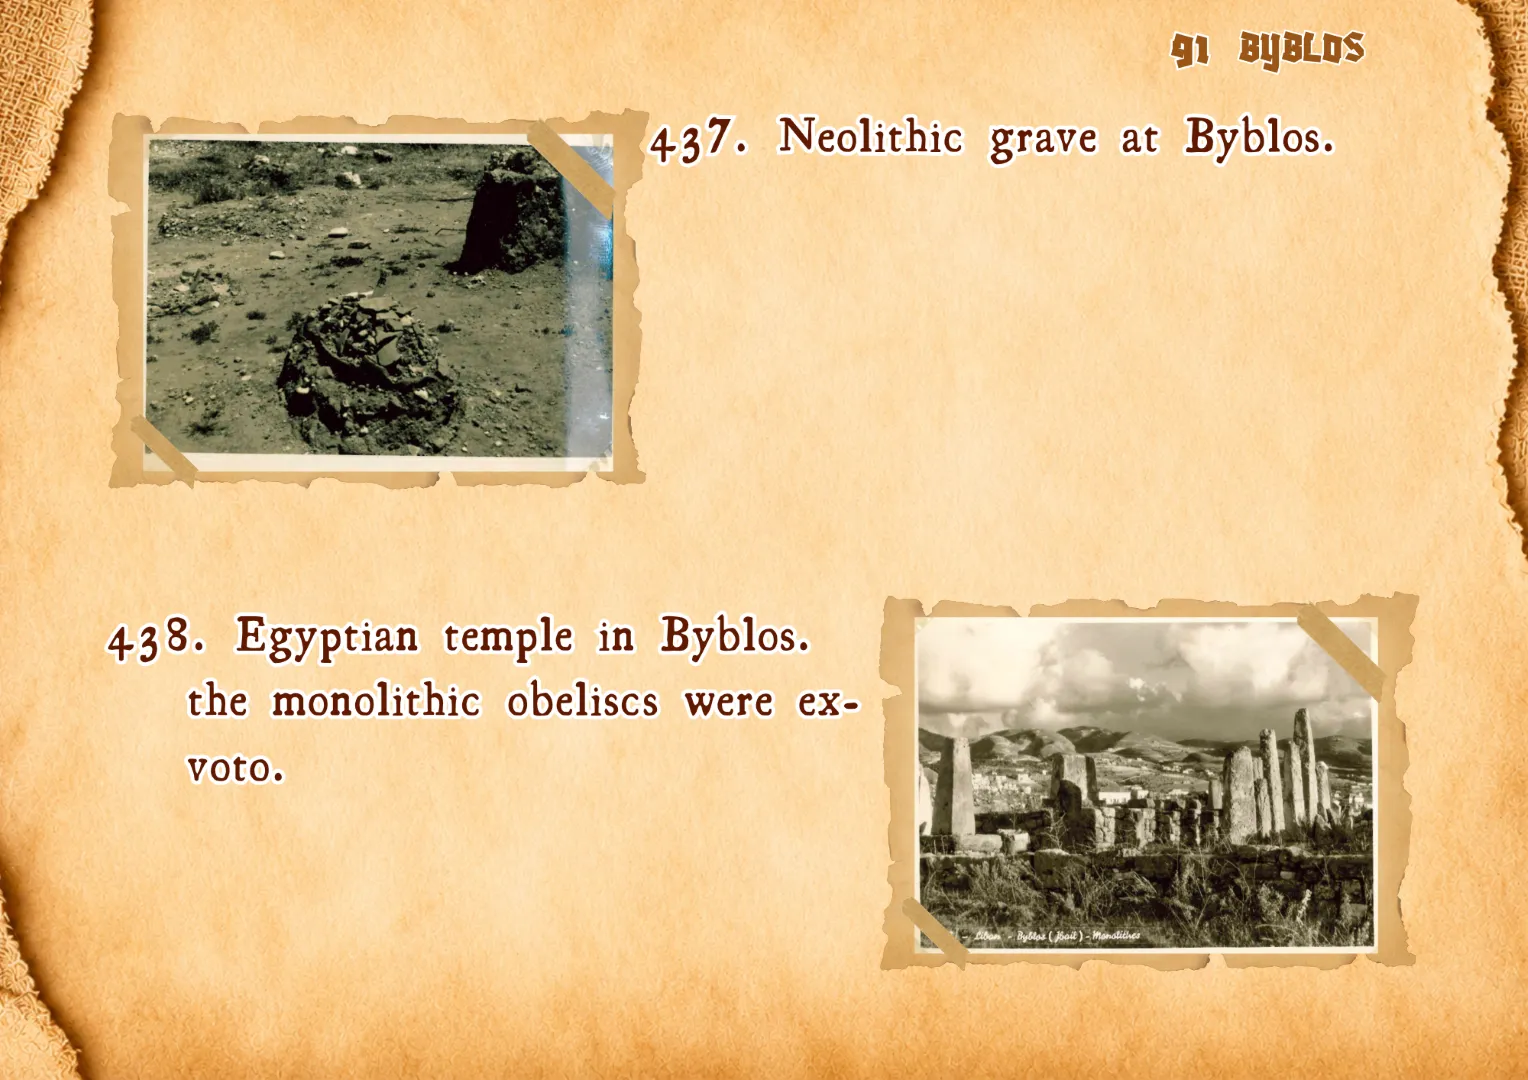 91 BYBLOS
437. Neolithic grave at Byblos.
438. Egyptian temple in Byblos.
the monolithic obeliscs were ex-
voto.
- Liban - Byblos ( Jbail ) - Monolithes